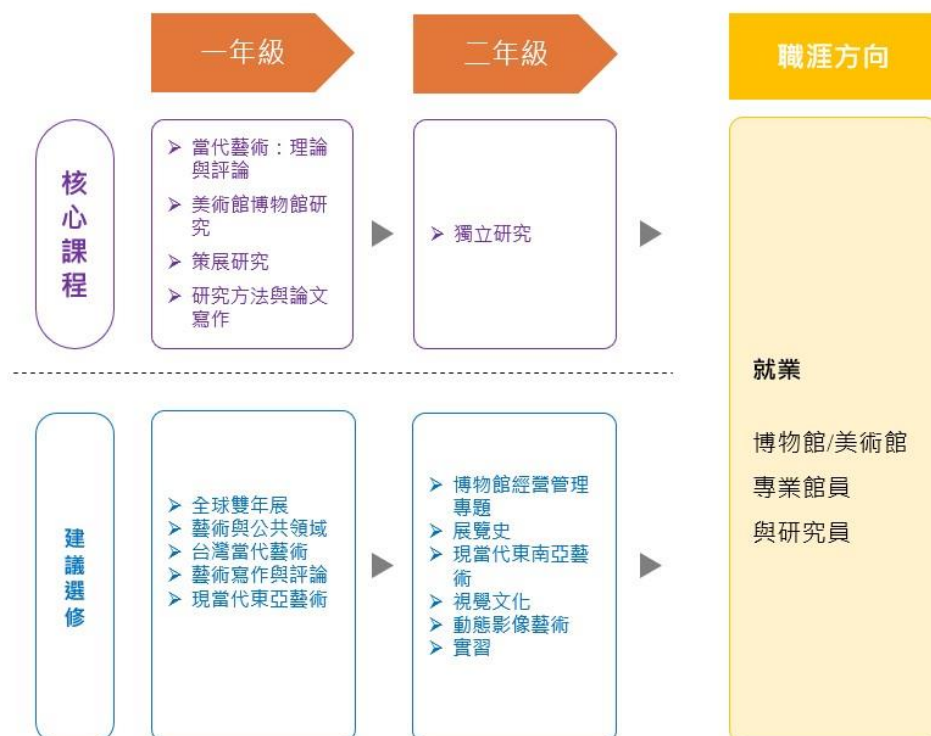 一年級
二年級
職涯方向
核心課程
➤ 當代藝術：理論
與評論
➤ 美術館博物館研
究
➤ 策展研究
➤ 研究方法與論文
寫作
➤ 獨立研究
建議選修
➤ 全球雙年展
➤ 藝術與公共領域
➤ 台灣當代藝術
➤ 藝術寫作與評論
➤ 現當代東亞藝術
➤ 博物館經營管理
專題
➤ 展覽史
➤ 現當代東南亞藝
術
➤ 視覺文化
➤ 動態影像藝術
➤ 實習
就業
博物館/美術館
專業館員
與研究員